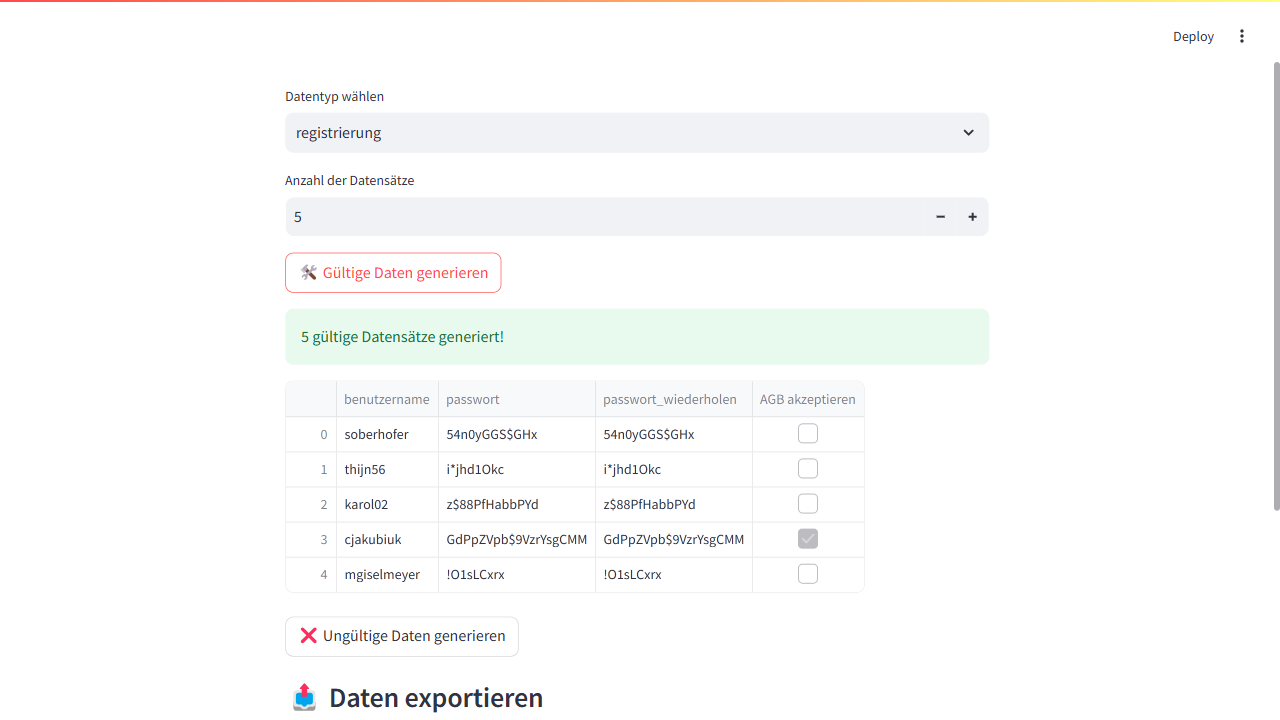 Deploy
Datentyp wählen
registrierung
Anzahl der Datensätze
5
Gültige Daten generieren
5 gültige Datensätze generiert!
benutzername passwort passwort_wiederholen AGB akzeptieren
0 soberhofer 54n0yGGS$GHx 54n0yGGS$GHx
1 thijn56 i*jhd1Okc i*jhd1Okc
2 karol02 z$88PfHabbPYd z$88PfHabbPYd
3 cjakubiuk GdPpZVpb$9VzrYsgCMM GdPpZVpb$9VzrYsgCMM
4 mgiselmeyer !O1sLCxrx !O1sLCxrx
Ungültige Daten generieren
Daten exportieren